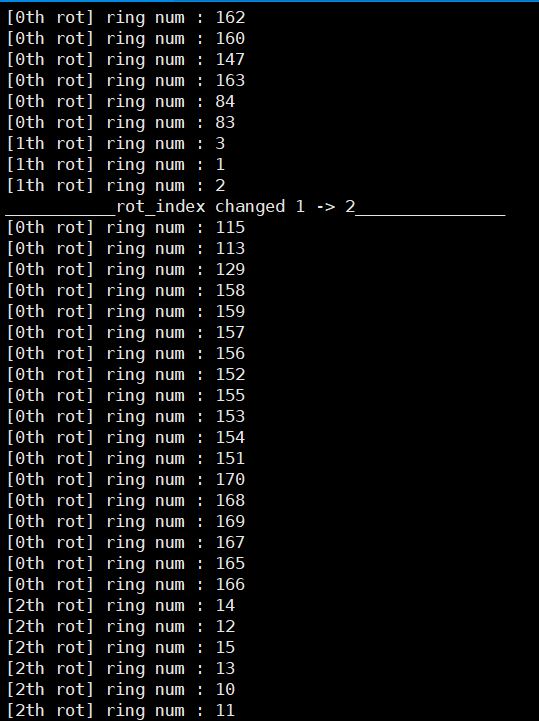 [0th rot] ring num : 162
[0th rot] ring num : 160
[0th rot] ring num : 147
[0th rot] ring num : 163
[0th rot] ring num : 84
[0th rot] ring num : 83
[1th rot] ring num : 3
[1th rot] ring num : 1
[1th rot] ring num : 2
___________rot_index changed 1 -> 2_______________
[0th rot] ring num : 115
[0th rot] ring num : 113
[0th rot] ring num : 129
[0th rot] ring num : 158
[0th rot] ring num : 159
[0th rot] ring num : 157
[0th rot] ring num : 156
[0th rot] ring num : 152
[0th rot] ring num : 155
[0th rot] ring num : 153
[0th rot] ring num : 154
[0th rot] ring num : 151
[0th rot] ring num : 170
[0th rot] ring num : 168
[0th rot] ring num : 169
[0th rot] ring num : 167
[0th rot] ring num : 165
[0th rot] ring num : 166
[2th rot] ring num : 14
[2th rot] ring num : 12
[2th rot] ring num : 15
[2th rot] ring num : 13
[2th rot] ring num : 10
[2th rot] ring num : 11